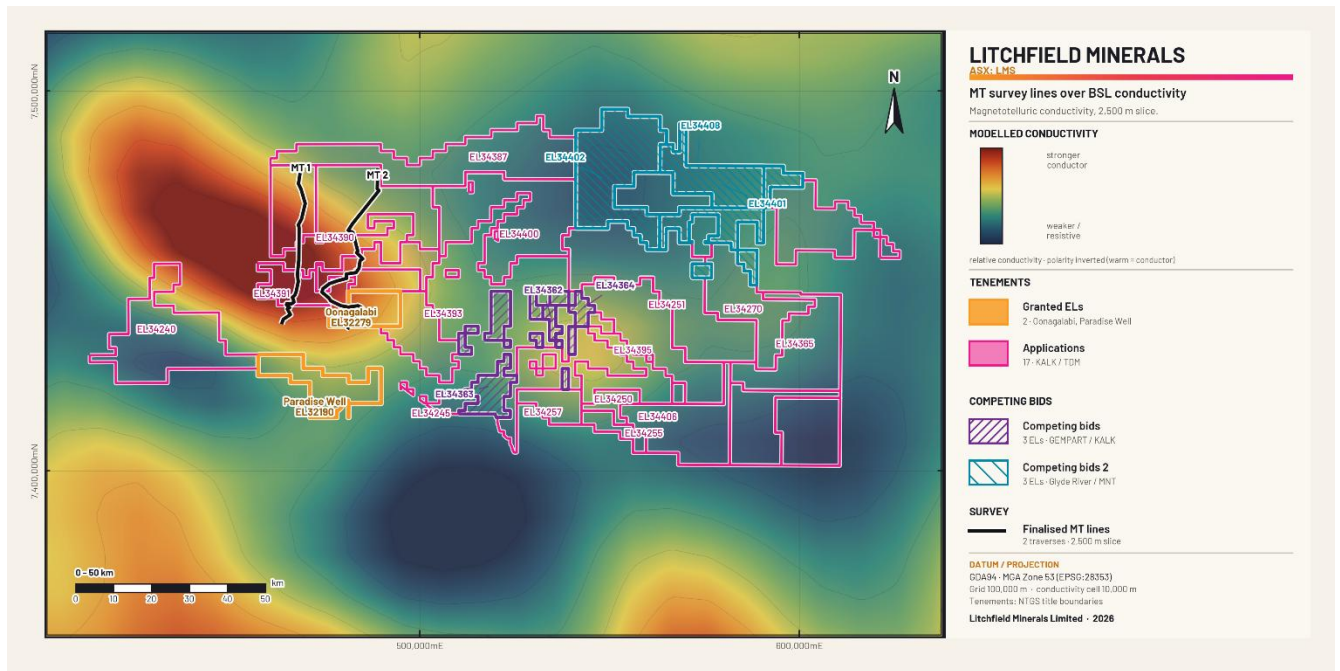 LITCHFIELD MINERALS
ASX: LMS
MT survey lines over BSL conductivity
Magnetotelluric conductivity, 2,500 m slice.
MODELLED CONDUCTIVITY
stronger
conductor
weaker /
resistive
relative conductivity · polarity inverted (warm = conductor)
TENEMENTS
Granted ELs
2 · Oonagalabi, Paradise Well
Applications
17 · KALK / TDM
COMPETING BIDS
Competing bids
3 ELs · GEMPART / KALK
Competing bids 2
3 ELs · Glyde River / MNT
SURVEY
Finalised MT lines
2 traverses · 2,500 m slice
DATUM / PROJECTION
GDA94 · MGA Zone 53 (EPSG:28353)
Grid 100,000 m · conductivity cell 10,000 m
Tenements: NTGS title boundaries
Litchfield Minerals Limited · 2026
N
7,500,000mN
7,400,000mN
500,000mE
600,000mE
MT 1
MT 2
EL34387
EL34402
EL34408
EL34401
EL34390
EL34400
EL34391
Oonagalabi
EL32279
EL34393
EL34362
EL34364
EL34251
EL34270
EL34365
EL34240
EL34395
Paradise Well
EL32190
EL34363
EL34245
EL34257
EL34250
EL34406
EL34255
0 – 50 km
km
0 10 20 30 40 50